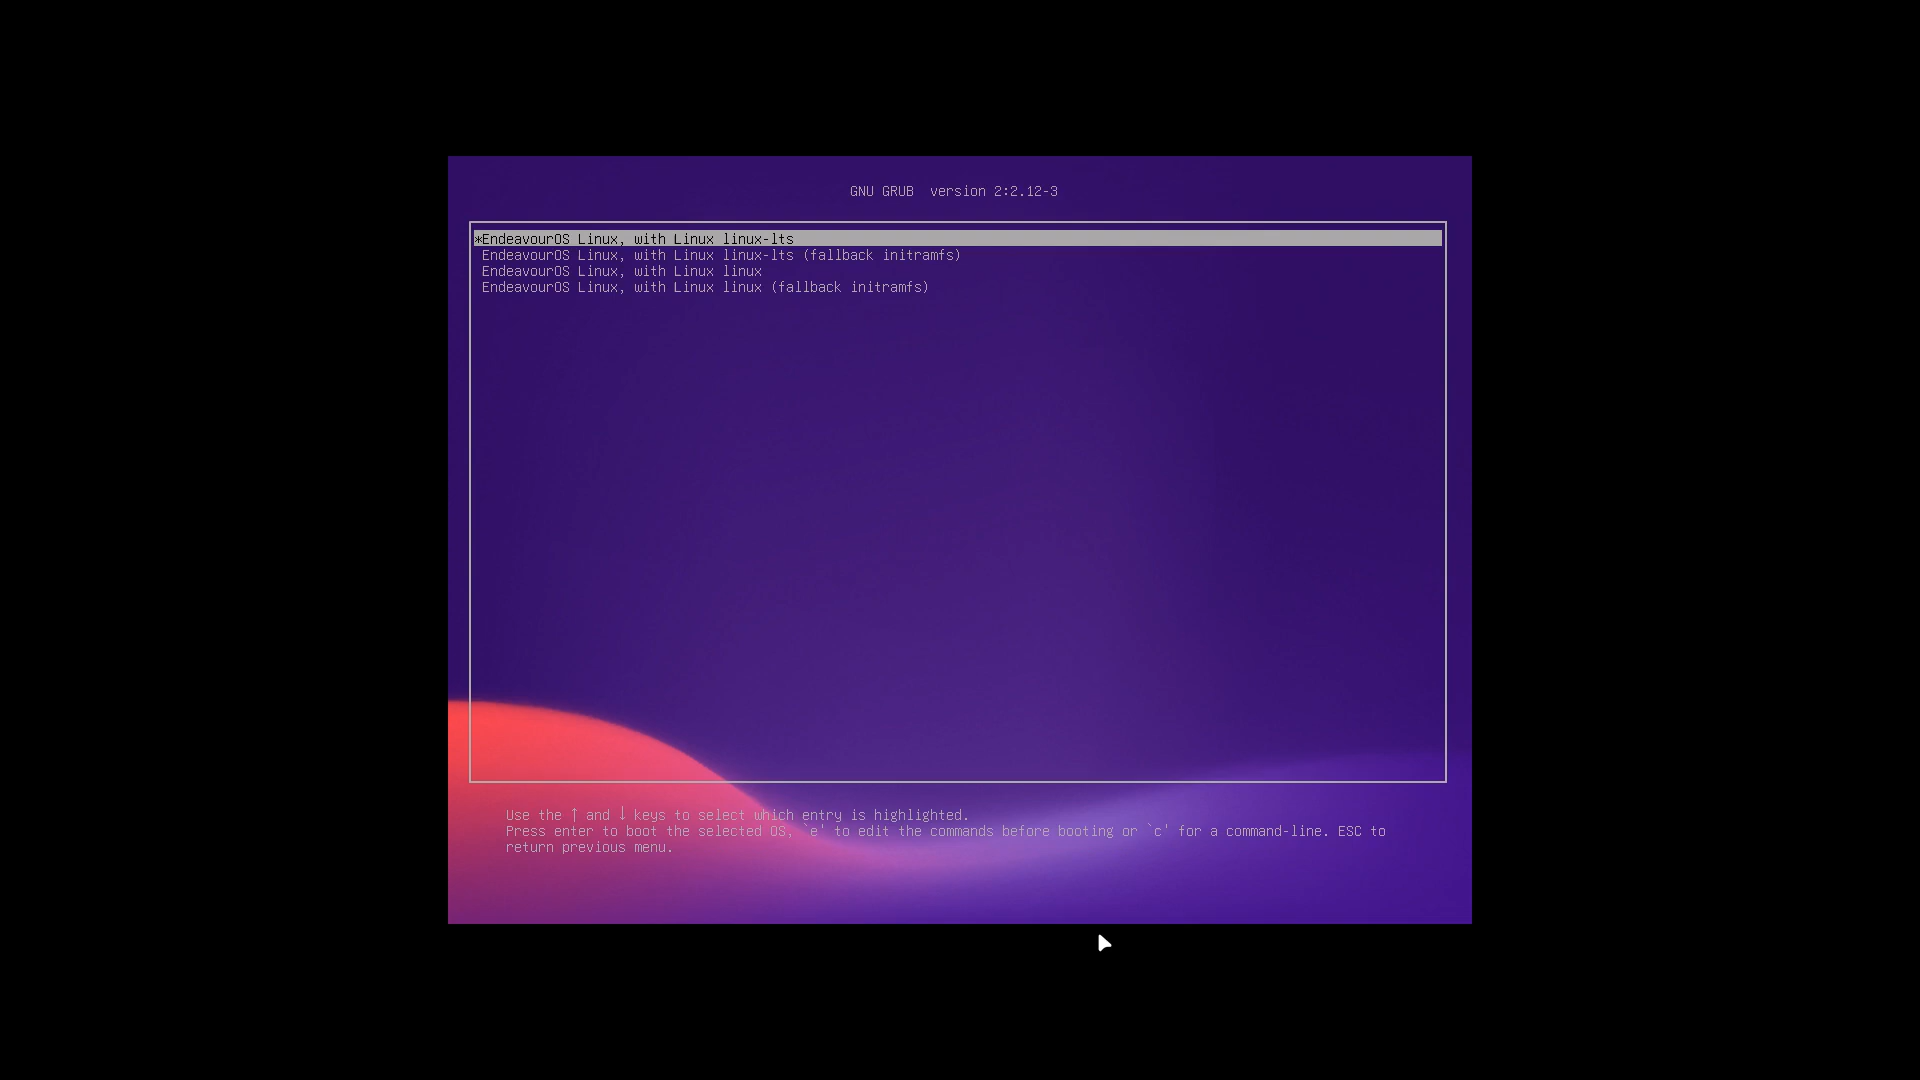 GNU GRUB  version 2:2.12-3
*EndeavourOS Linux, with Linux linux-lts
EndeavourOS Linux, with Linux linux-lts (fallback initramfs)
EndeavourOS Linux, with Linux linux
EndeavourOS Linux, with Linux linux (fallback initramfs)
Use the ↑ and ↓ keys to select which entry is highlighted.
Press enter to boot the selected OS, `e' to edit the commands before booting or `c' for a command-line. ESC to
return previous menu.